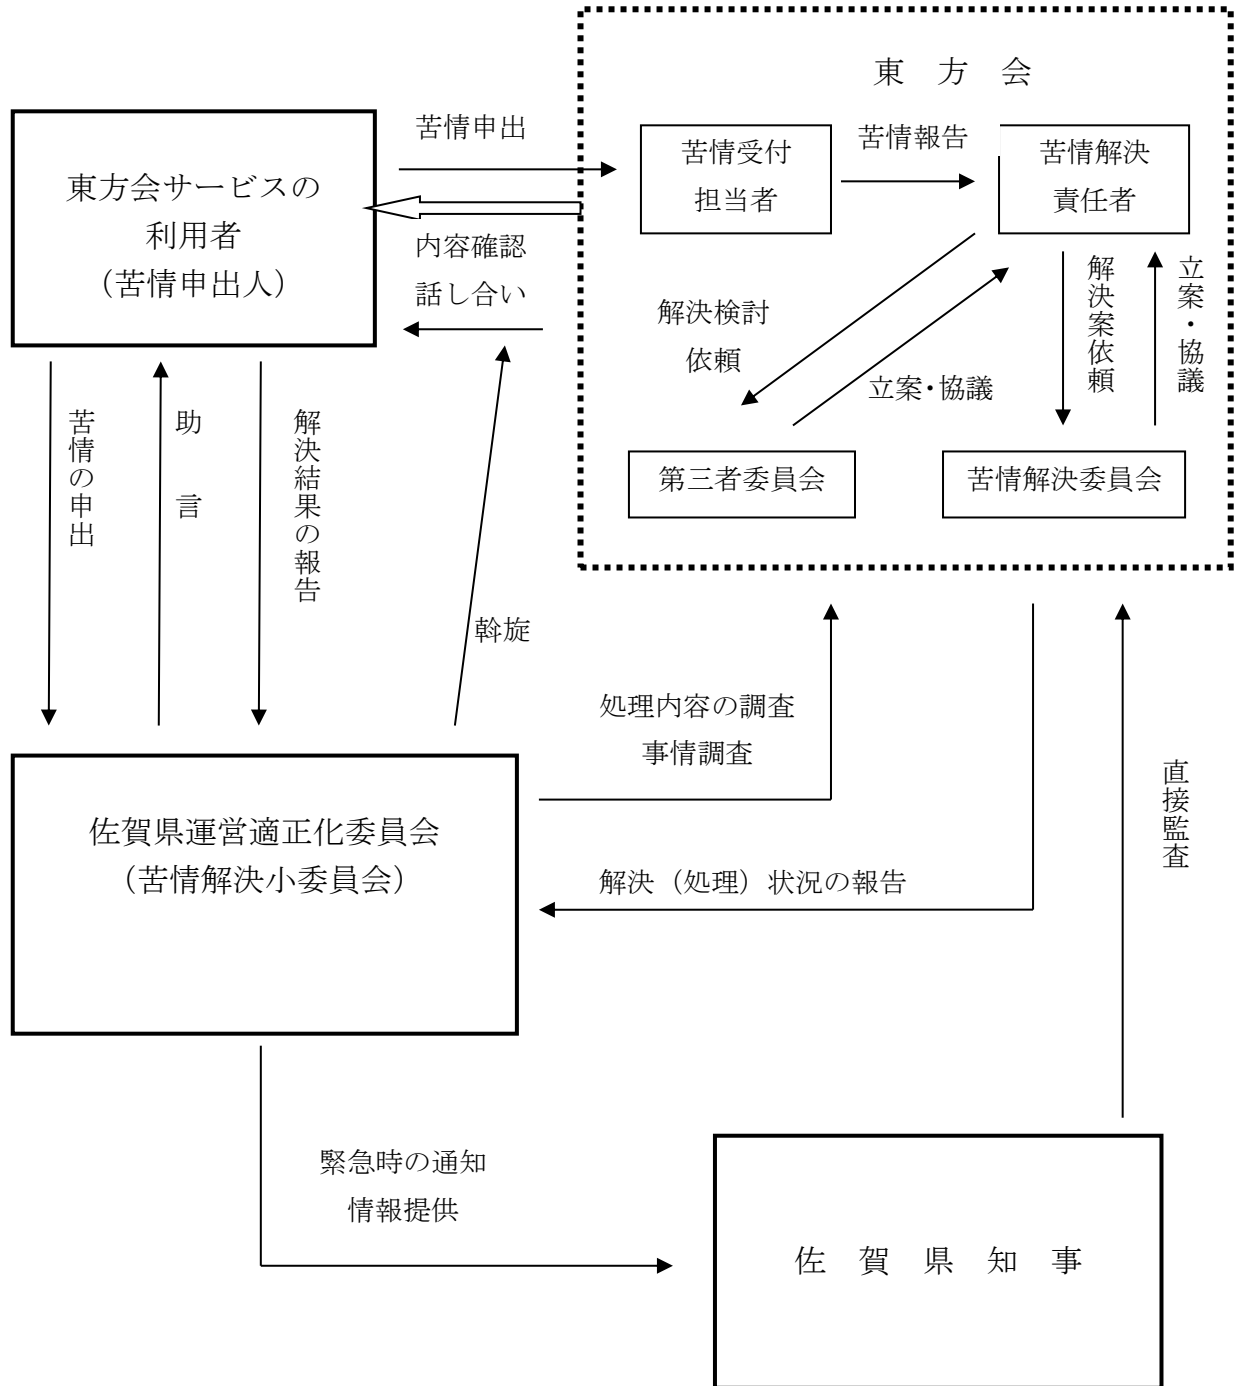 東　方　会
苦情申出
苦情受付
担当者
苦情報告
苦情解決
責任者
東方会サービスの
利用者
（苦情申出人）
内容確認
話し合い
解決検討
依頼
立案・協議
解決案依頼
立案・協議
第三者委員会
苦情解決委員会
苦情の申出
助　言
解決結果の報告
斡旋
処理内容の調査
事情調査
佐賀県運営適正化委員会
（苦情解決小委員会）
解決（処理）状況の報告
直接監査
緊急時の通知
情報提供
佐　賀　県　知　事